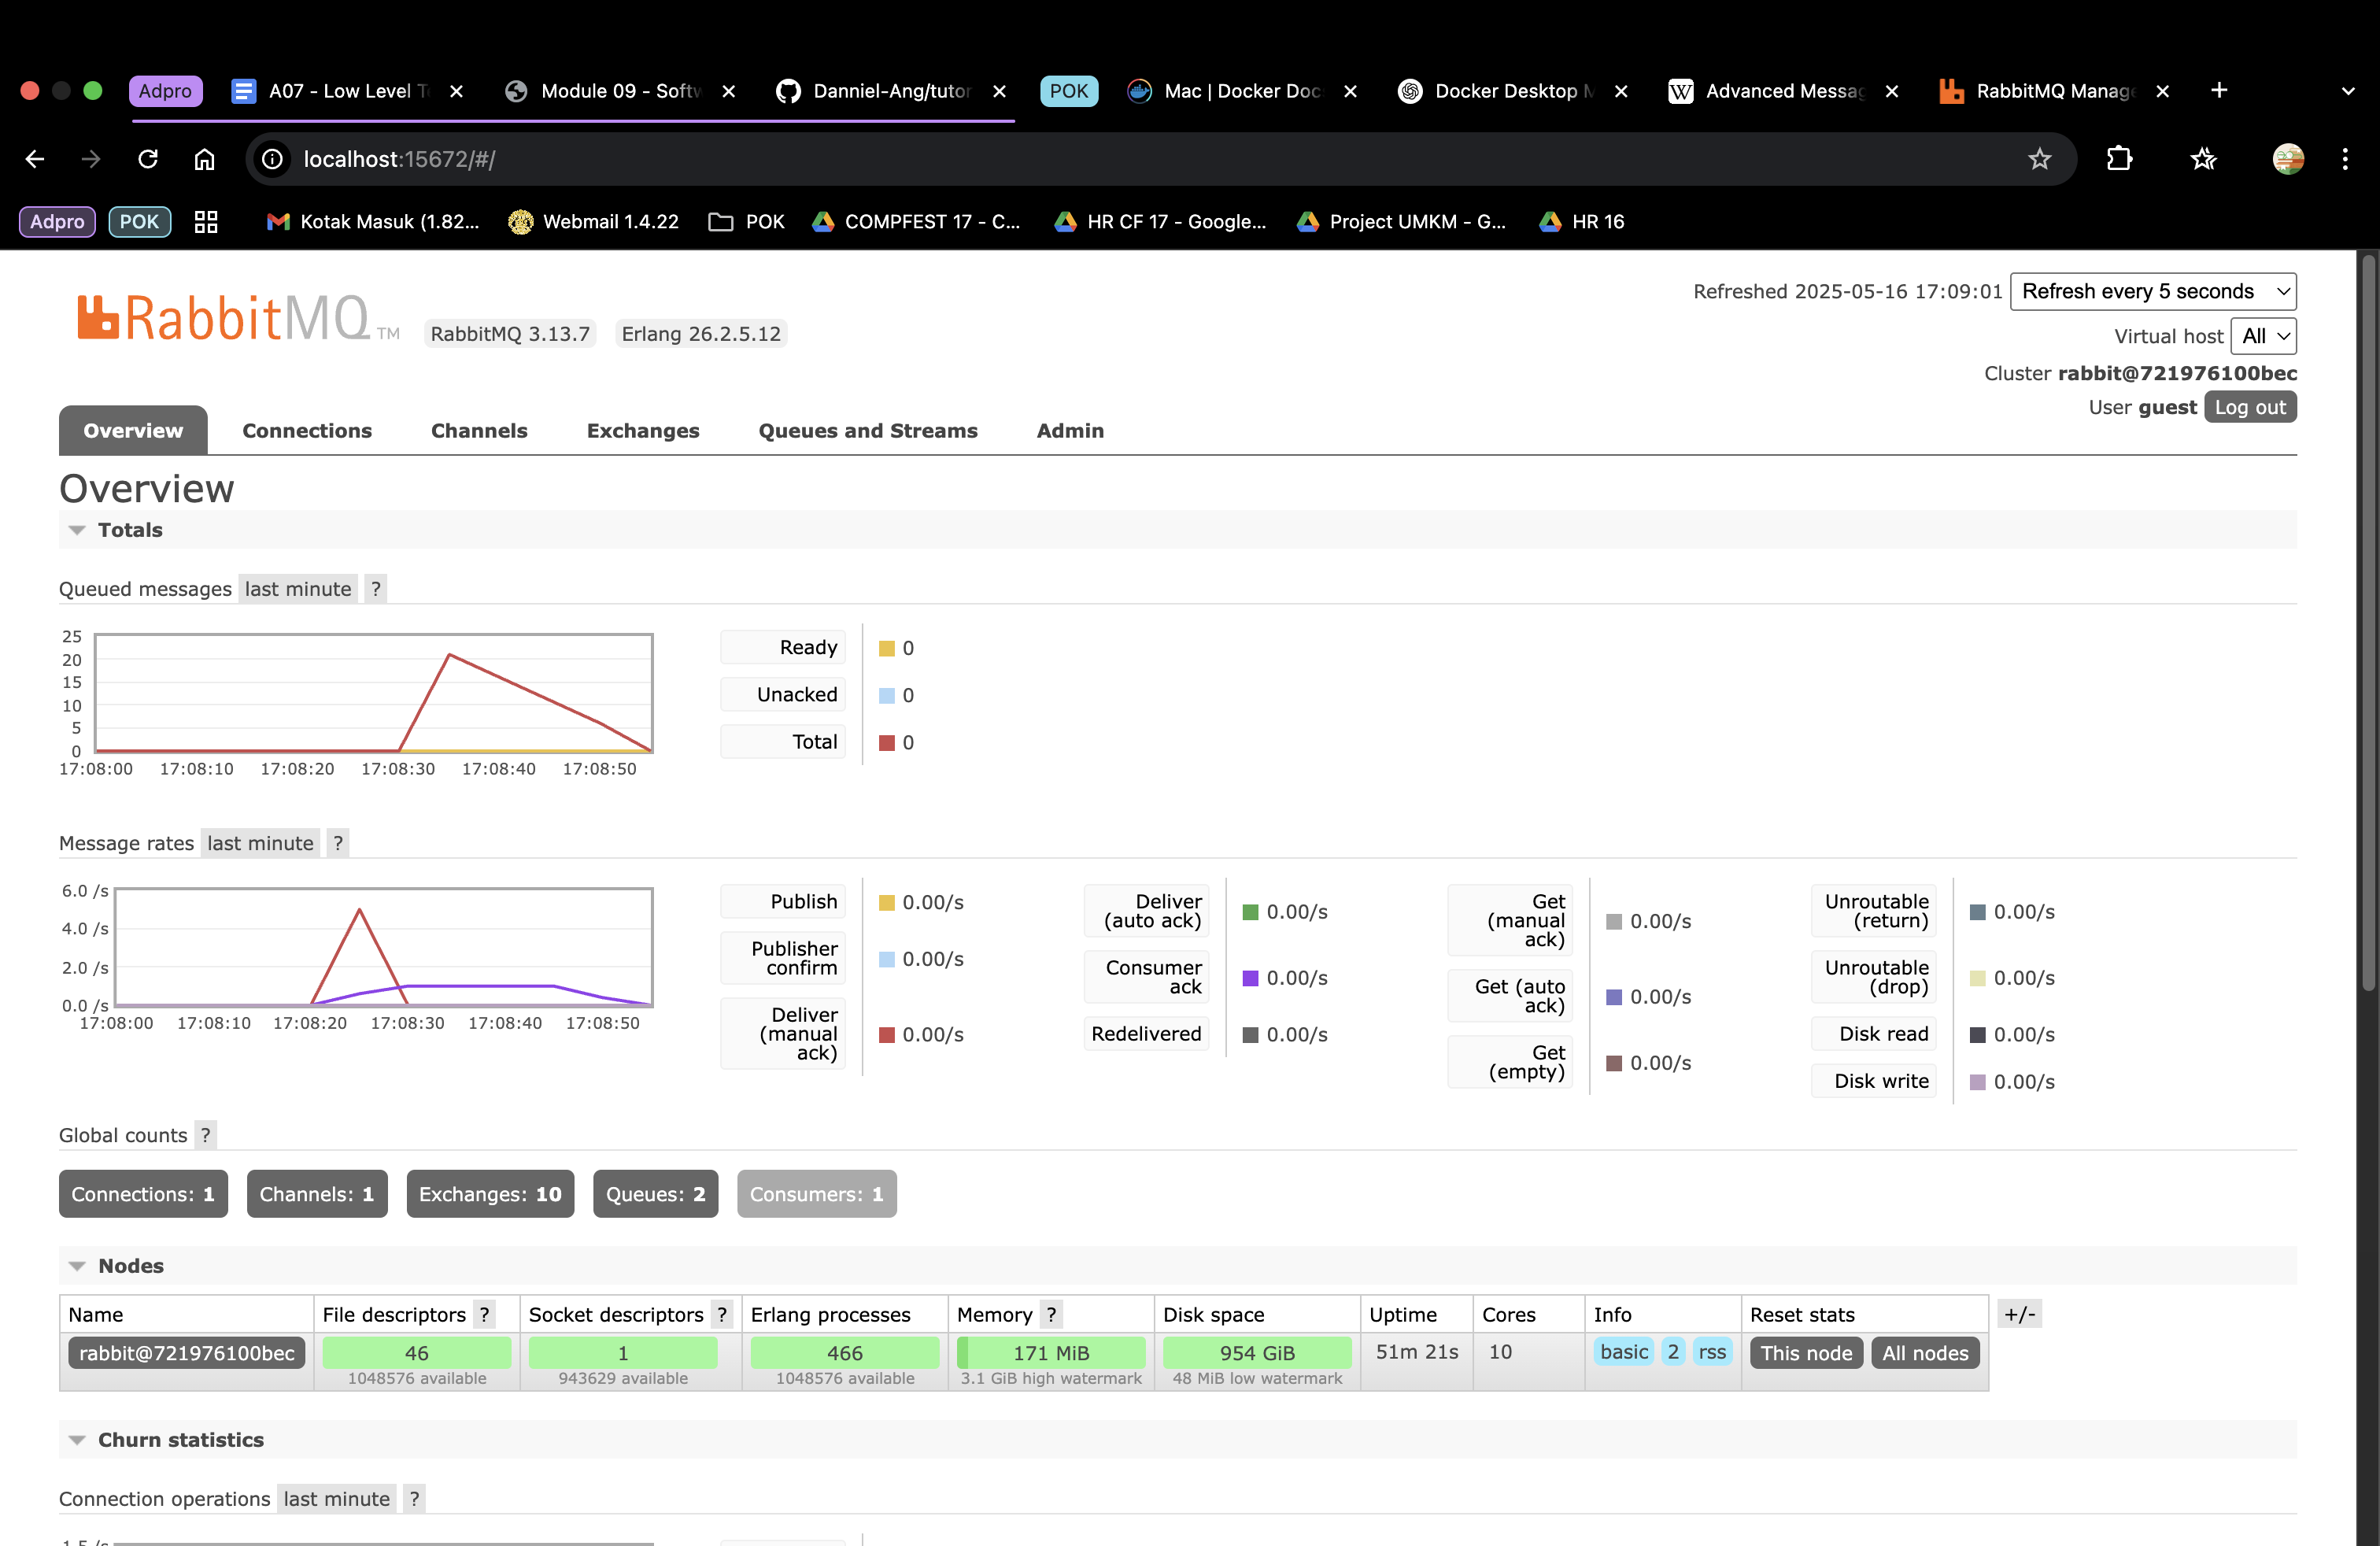 Adpro A07 - Low Level T Module 09 - Softw Danniel-Ang/tutor POK Mac | Docker Doc Docker Desktop M Advanced Messag RabbitMQ Manage
localhost:15672/#/
Adpro POK Kotak Masuk (1.82... Webmail 1.4.22 POK COMPFEST 17 - C... HR CF 17 - Google... Project UMKM - G... HR 16
Refreshed 2025-05-16 17:09:01 Refresh every 5 seconds
RabbitMQ TM RabbitMQ 3.13.7 Erlang 26.2.5.12
Virtual host All
Cluster rabbit@721976100bec
User guest Log out
Overview Connections Channels Exchanges Queues and Streams Admin
Overview
Totals
Queued messages last minute ?
25
20
15
10
5
0
17:08:00 17:08:10 17:08:20 17:08:30 17:08:40 17:08:50
Ready 0
Unacked 0
Total 0
Message rates last minute ?
6.0 /s
4.0 /s
2.0 /s
0.0 /s
17:08:00 17:08:10 17:08:20 17:08:30 17:08:40 17:08:50
Publish 0.00/s
Publisher
confirm 0.00/s
Deliver
(manual
ack) 0.00/s
Deliver
(auto ack) 0.00/s
Consumer
ack 0.00/s
Redelivered 0.00/s
Get
(manual
ack) 0.00/s
Get (auto
ack) 0.00/s
Get
(empty) 0.00/s
Unroutable
(return) 0.00/s
Unroutable
(drop) 0.00/s
Disk read 0.00/s
Disk write 0.00/s
Global counts ?
Connections: 1 Channels: 1 Exchanges: 10 Queues: 2 Consumers: 1
Nodes
Name File descriptors ? Socket descriptors ? Erlang processes Memory ? Disk space Uptime Cores Info Reset stats +/-
rabbit@721976100bec 46 1 466 171 MiB 954 GiB 51m 21s 10 basic 2 rss This node All nodes
1048576 available 943629 available 1048576 available 3.1 GiB high watermark 48 MiB low watermark
Churn statistics
Connection operations last minute ?